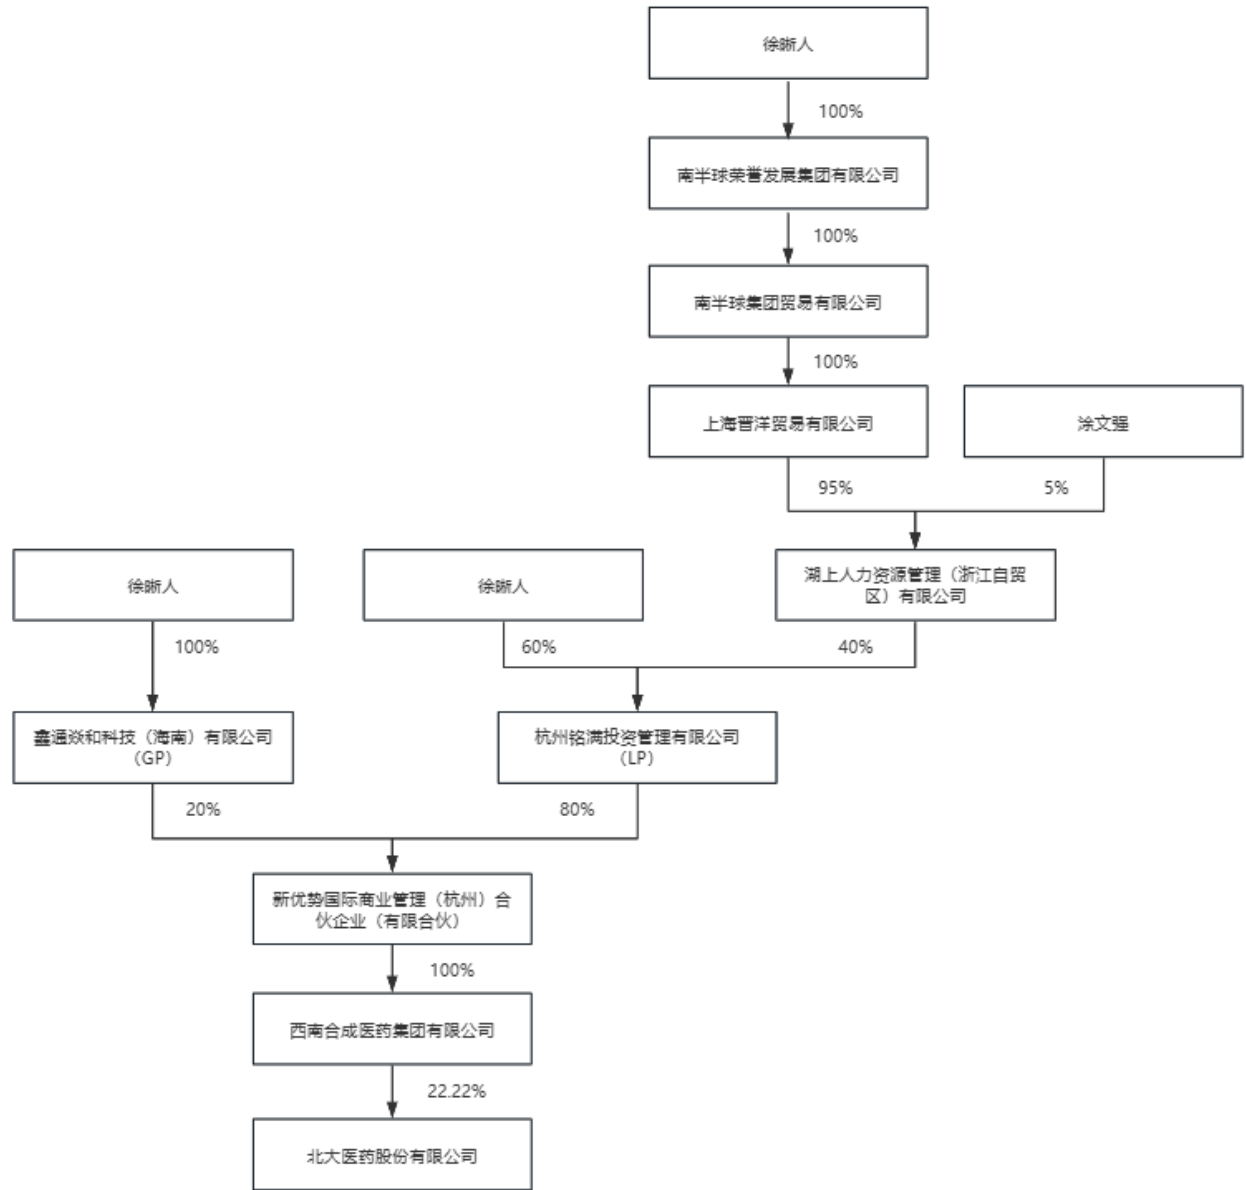 徐晰人
100%
南半球荣誉发展集团有限公司
100%
南半球集团贸易有限公司
100%
上海晋洋贸易有限公司
涂文强
95%
5%
徐晰人
徐晰人
湖上人力资源管理（浙江自贸
区）有限公司
100%
60%
40%
鑫通焱和科技（海南）有限公司
（GP）
杭州铭满投资管理有限公司
（LP）
20%
80%
新优势国际商业管理（杭州）合
伙企业（有限合伙）
100%
西南合成医药集团有限公司
22.22%
北大医药股份有限公司